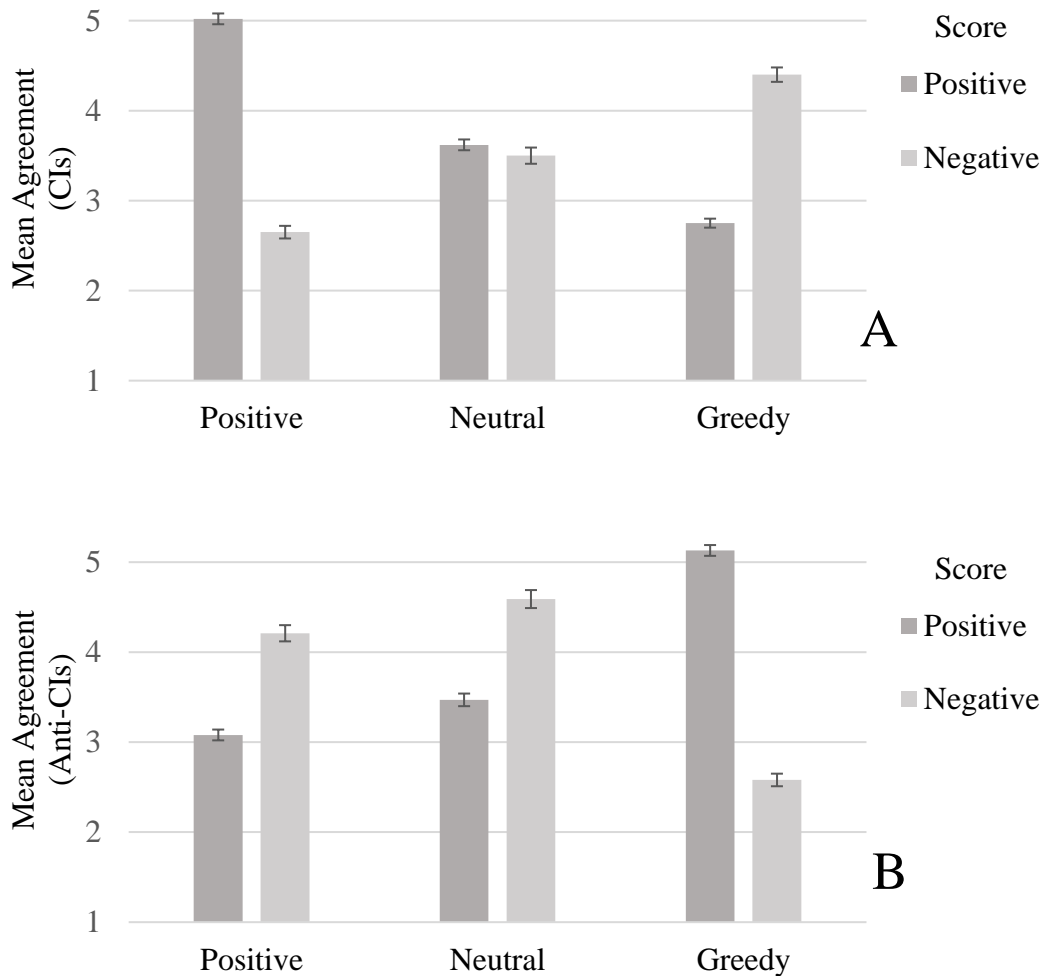 Mean Agreement
(CIs)
5
4
3
2
1
Positive
Neutral
Greedy
Score
Positive
Negative
A
Mean Agreement
(Anti-CIs)
5
4
3
2
1
Positive
Neutral
Greedy
Score
Positive
Negative
B